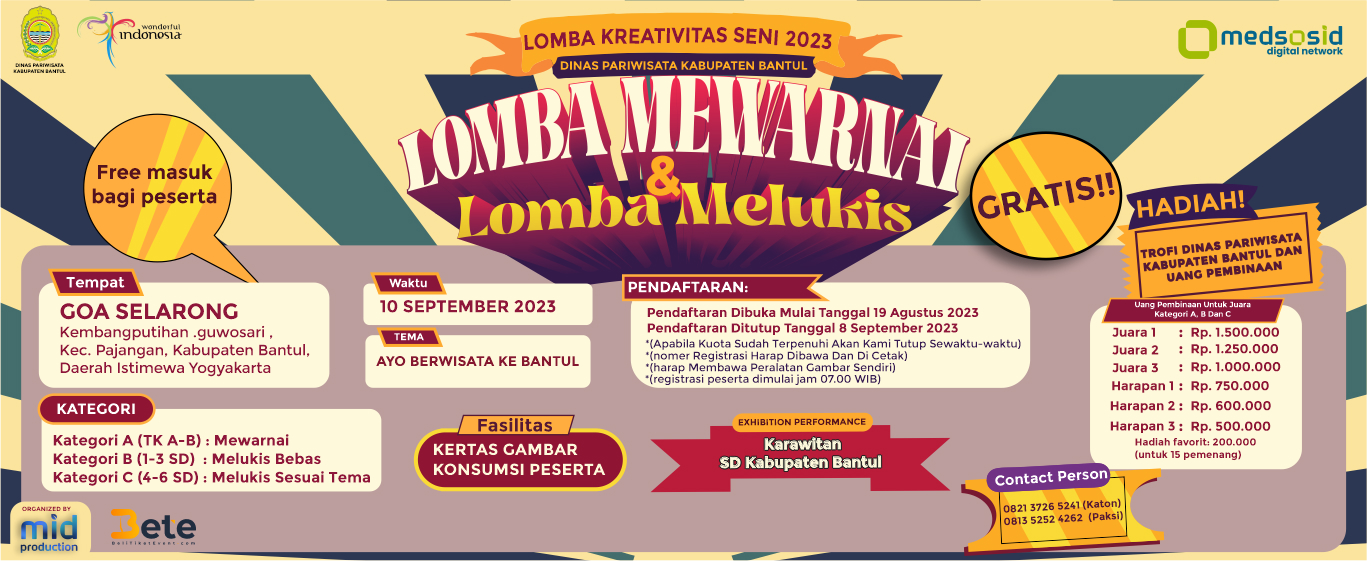 DINAS PARIWISATA
KABUPATEN BANTUL
wonderful
indonesia
LOMBA KREATIVITAS SENI 2023
DINAS PARIWISATA KABUPATEN BANTUL
medsosid
digital network
LOMBA MEWARNAI
&
Lomba Melukis
Free masuk
bagi peserta
GRATIS!!
HADIAH!
TROFI DINAS PARIWISATA
KABUPATEN BANTUL DAN
UANG PEMBINAAN
Tempat
GOA SELARONG
Kembangputihan .guwosari ,
Kec. Pajangan, Kabupaten Bantul,
Daerah Istimewa Yogyakarta
Waktu
10 SEPTEMBER 2023
TEMA
AYO BERWISATA KE BANTUL
PENDAFTARAN:
Pendaftaran Dibuka Mulai Tanggal 19 Agustus 2023
Pendaftaran Ditutup Tanggal 8 September 2023
*(Apabila Kuota Sudah Terpenuhi Akan Kami Tutup Sewaktu-waktu)
*(nomer Registrasi Harap Dibawa Dan Di Cetak)
*(harap Membawa Peralatan Gambar Sendiri)
*(registrasi peserta dimulai jam 07.00 WIB)
Uang Pembinaan Untuk Juara
Kategori A, B Dan C
Juara 1 : Rp. 1.500.000
Juara 2 : Rp. 1.250.000
Juara 3 : Rp. 1.000.000
Harapan 1 : Rp. 750.000
Harapan 2 : Rp. 600.000
Harapan 3 : Rp. 500.000
Hadiah favorit: 200.000
(untuk 15 pemenang)
KATEGORI
Kategori A (TK A-B) : Mewarnai
Kategori B (1-3 SD) : Melukis Bebas
Kategori C (4-6 SD) : Melukis Sesuai Tema
Fasilitas
KERTAS GAMBAR
KONSUMSI PESERTA
EXHIBITION PERFORMANCE
Karawitan
SD Kabupaten Bantul
Contact Person
0821 3726 5241 (Katon)
0813 5252 4262 (Paksi)
ORGANIZED BY
mid
production
Bete
BeliTiketEvent.com